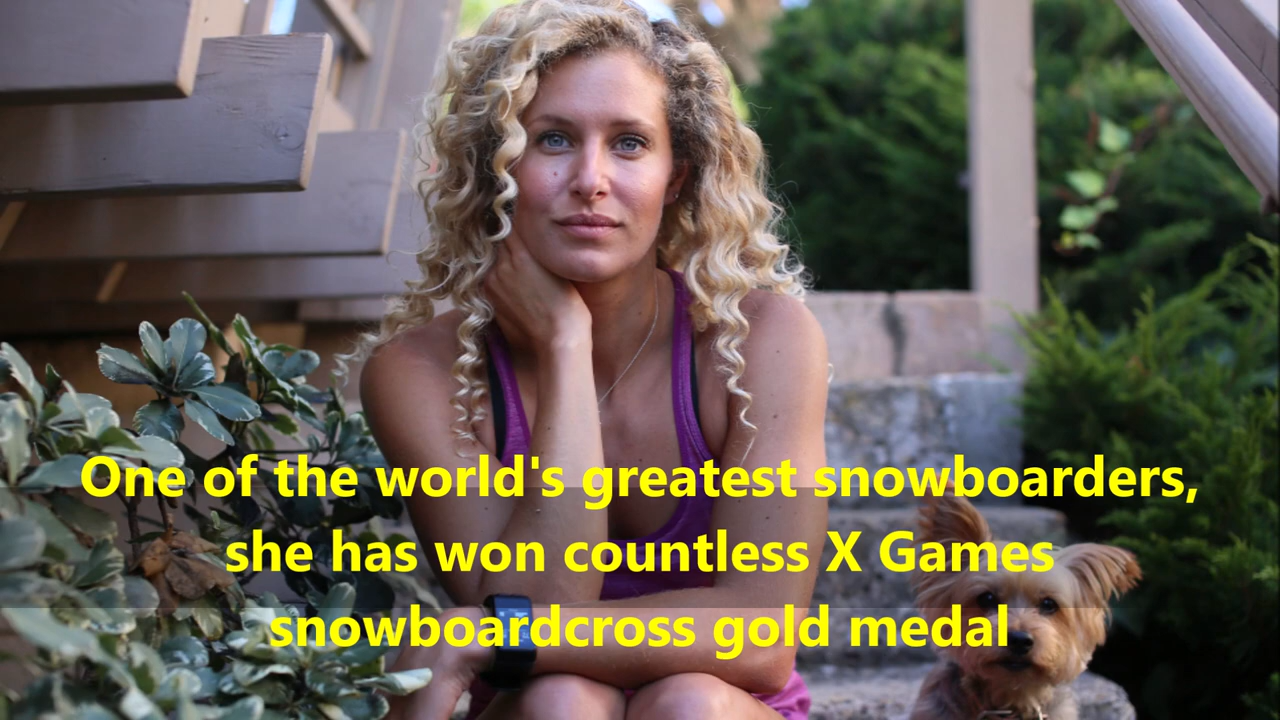 One of the world's greatest snowboarders,
she has won countless X Games
snowboardcross gold medal